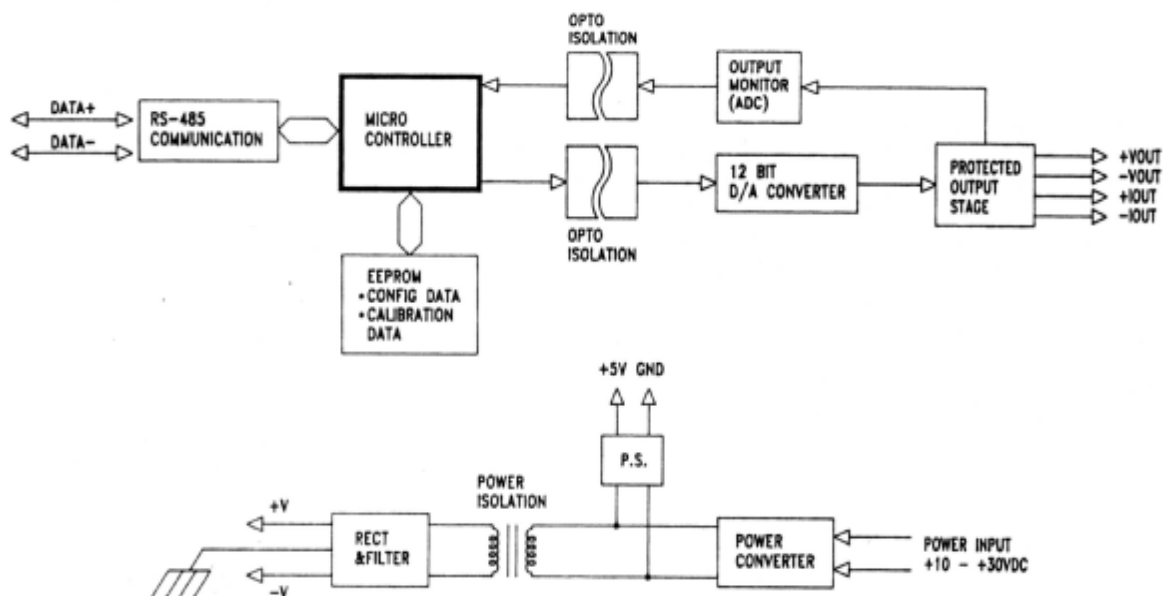 OPTO
ISOLATION
DATA+
DATA-
RS-485
COMMUNICATION
MICRO
CONTROLLER
OUTPUT
MONITOR
(ADC)
12 BIT
D/A CONVERTER
PROTECTED
OUTPUT
STAGE
+VOUT
-VOUT
+IOUT
-IOUT
OPTO
ISOLATION
EEPROM
•CONFIG DATA
•CALIBRATION
DATA
+5V GND
P.S.
POWER
ISOLATION
+V
-V
RECT
&FILTER
POWER
CONVERTER
POWER INPUT
+10 - +30VDC